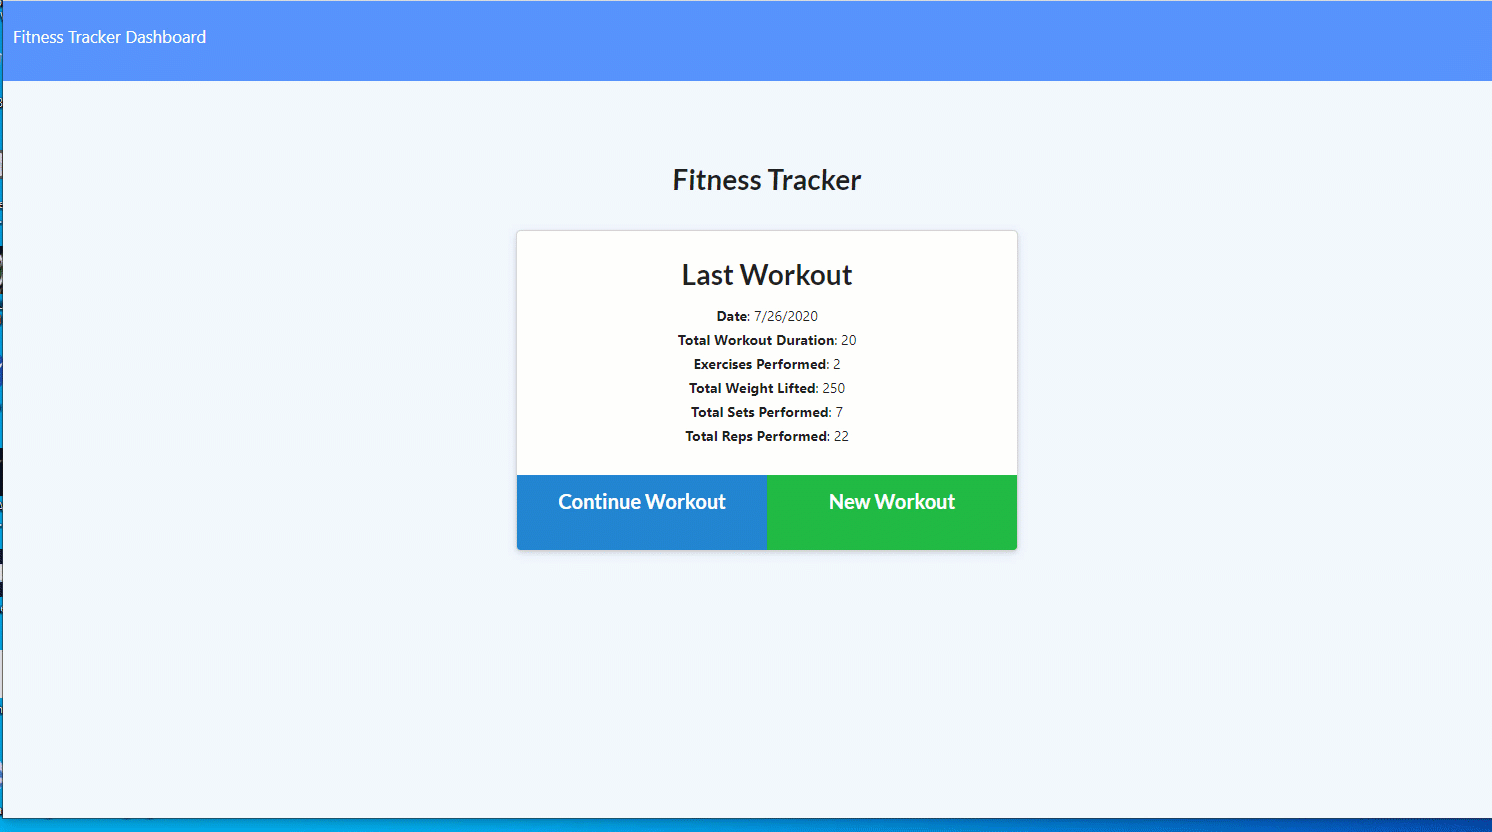 Fitness Tracker Dashboard
Fitness Tracker
Last Workout
Date: 7/26/2020
Total Workout Duration: 20
Exercises Performed: 2
Total Weight Lifted: 250
Total Sets Performed: 7
Total Reps Performed: 22
Continue Workout
New Workout